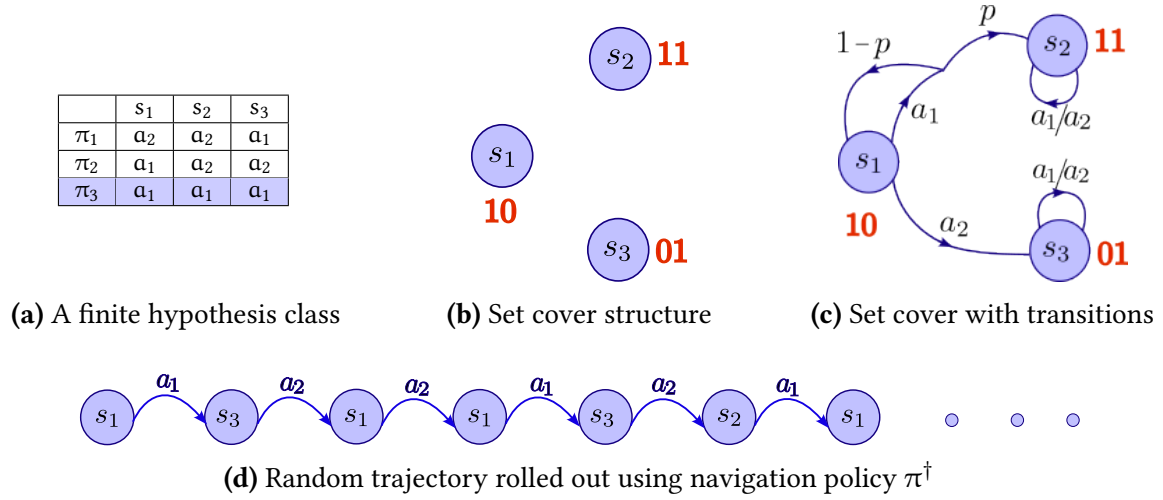 s₁ s₂ s₃
π₁ a₂ a₂ a₁
π₂ a₁ a₂ a₂
π₃ a₁ a₁ a₁
(a) A finite hypothesis class
s₂ 11
s₁
10
s₃ 01
(b) Set cover structure
p
1 − p
s₂ 11
a₁
a₁/a₂
s₁
a₁/a₂
10
a₂
s₃ 01
(c) Set cover with transitions
a₁ a₂ a₂ a₁ a₂ a₁
s₁ s₃ s₁ s₁ s₃ s₂ s₁
(d) Random trajectory rolled out using navigation policy π†